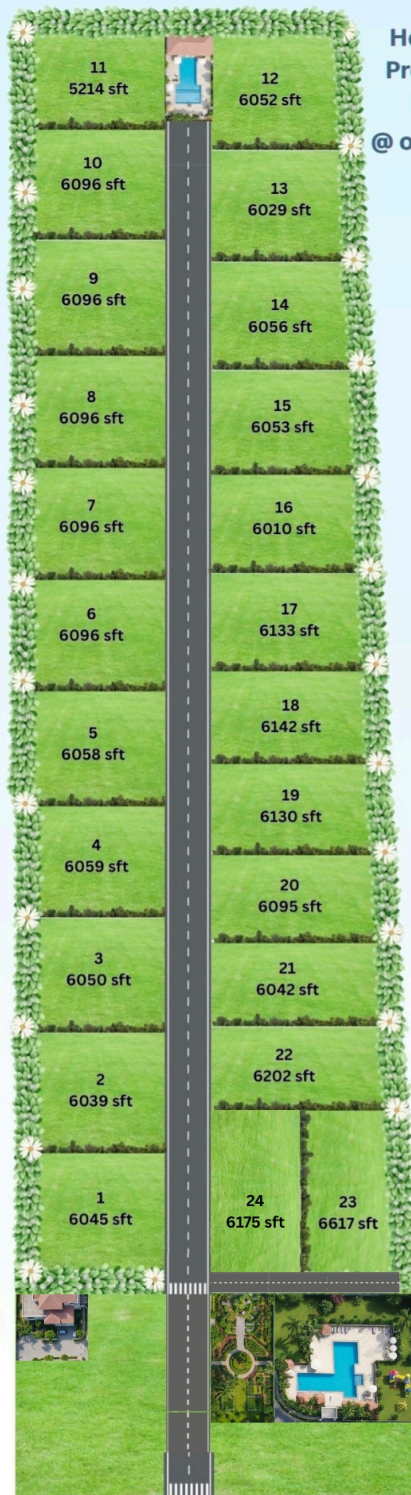 11
5214 sft
10
6096 sft
9
6096 sft
8
6096 sft
7
6096 sft
6
6096 sft
5
6058 sft
4
6059 sft
3
6050 sft
2
6039 sft
1
6045 sft
12
6052 sft
13
6029 sft
14
6056 sft
15
6053 sft
16
6010 sft
17
6133 sft
18
6142 sft
19
6130 sft
20
6095 sft
21
6042 sft
22
6202 sft
24
6175 sft
23
6617 sft
@